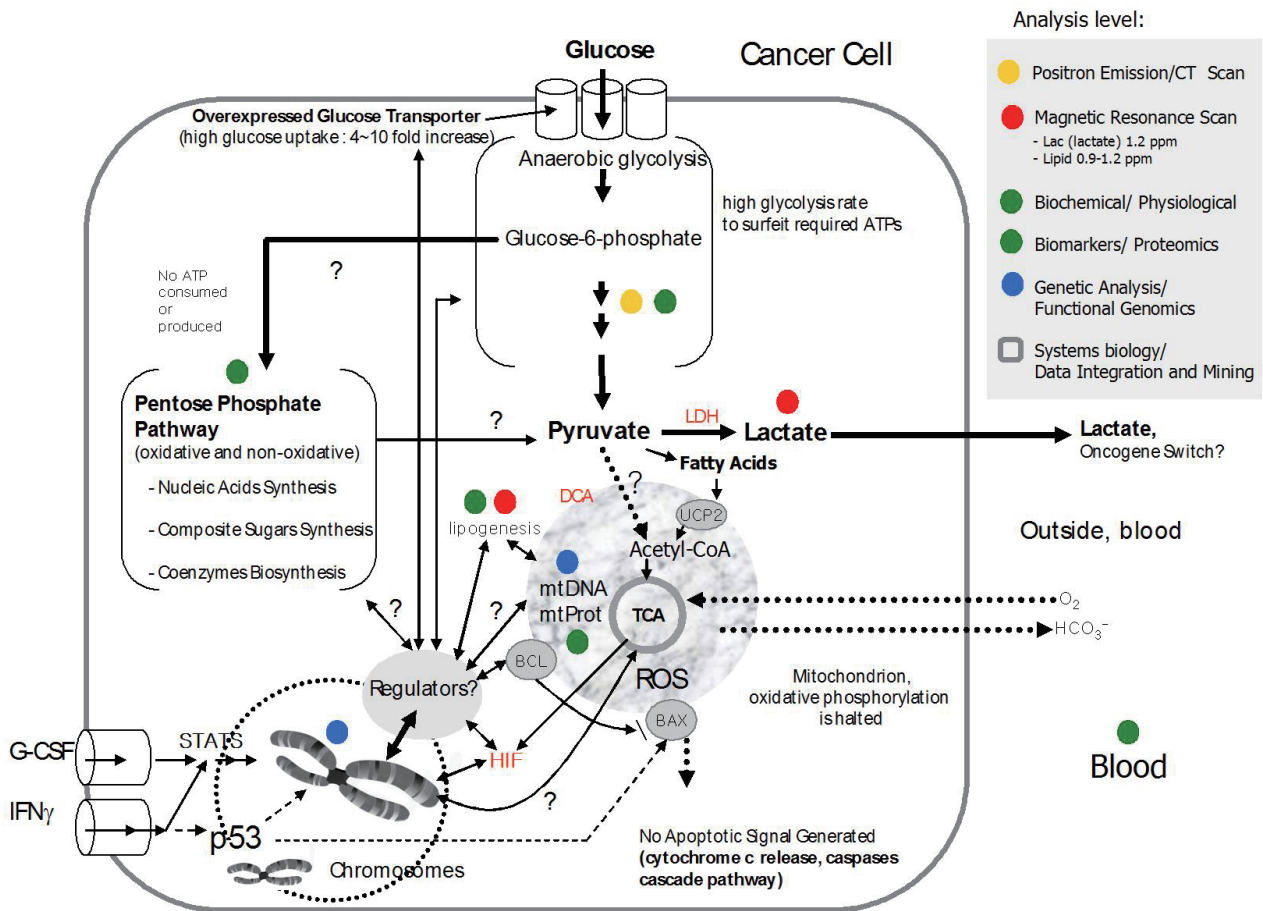 Analysis level:
Glucose
Cancer Cell
Positron Emission/CT Scan
Magnetic Resonance Scan
- Lac (lactate) 1.2 ppm
- Lipid 0.9-1.2 ppm
Biochemical/ Physiological
Biomarkers/ Proteomics
Genetic Analysis/
Functional Genomics
Systems biology/
Data Integration and Mining
Overexpressed Glucose Transporter
(high glucose uptake : 4~10 fold increase)
Anaerobic glycolysis
high glycolysis rate
to surfeit required ATPs
Glucose-6-phosphate
?
No ATP
consumed
or
produced
Pentose Phosphate
Pathway
(oxidative and non-oxidative)
- Nucleic Acids Synthesis
- Composite Sugars Synthesis
- Coenzymes Biosynthesis
?
Pyruvate
LDH
Lactate
Lactate,
Oncogene Switch?
Fatty Acids
?
DCA
UCP2
lipogenesis
Acetyl-CoA
Outside, blood
mtDNA
mtProt
TCA
O2
HCO3−
?
?
BCL
ROS
Regulators?
Mitochondrion,
oxidative phosphorylation
is halted
BAX
G-CSF
STATS
HIF
Blood
IFNγ
p53
?
Chromosomes
No Apoptotic Signal Generated
(cytochrome c release, caspases
cascade pathway)